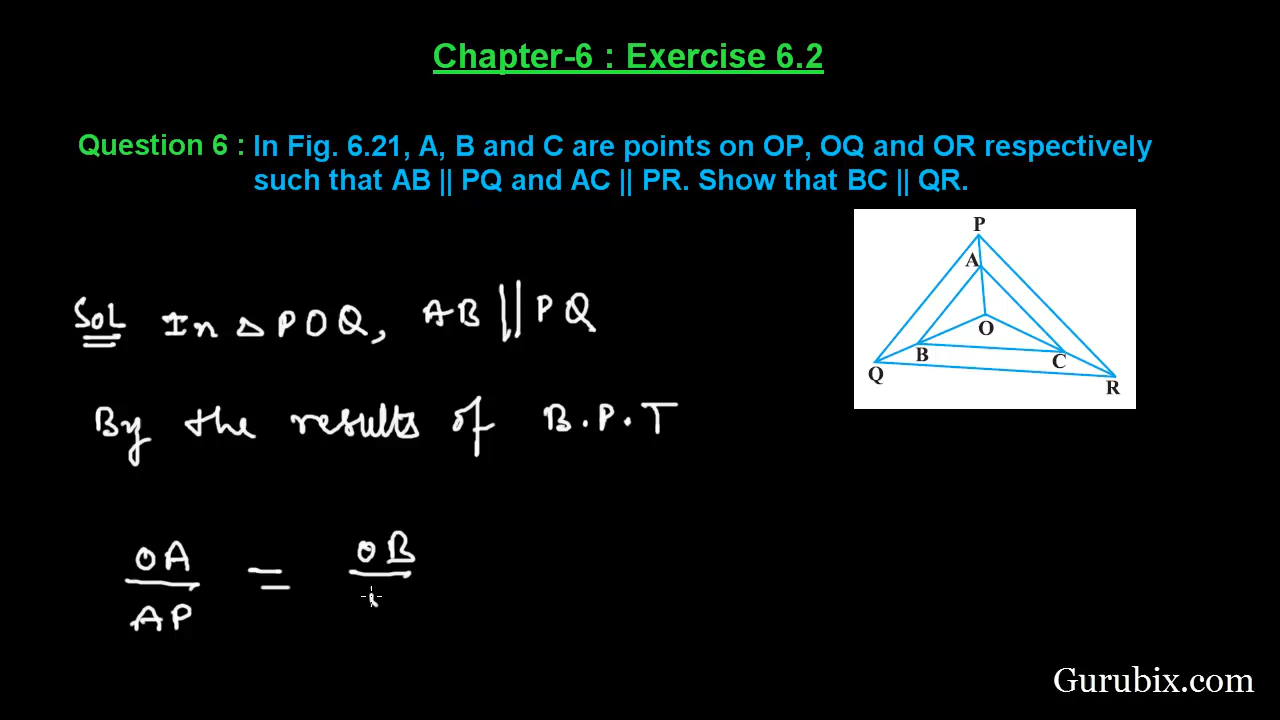 Chapter-6 : Exercise 6.2
Question 6 : In Fig. 6.21, A, B and C are points on OP, OQ and OR respectively
such that AB || PQ and AC || PR. Show that BC || QR.
P
A
O
B
C
Q
R
Sol In △ POQ, AB || PQ
By the results of B.P.T
OA = OB
AP
Gurubix.com